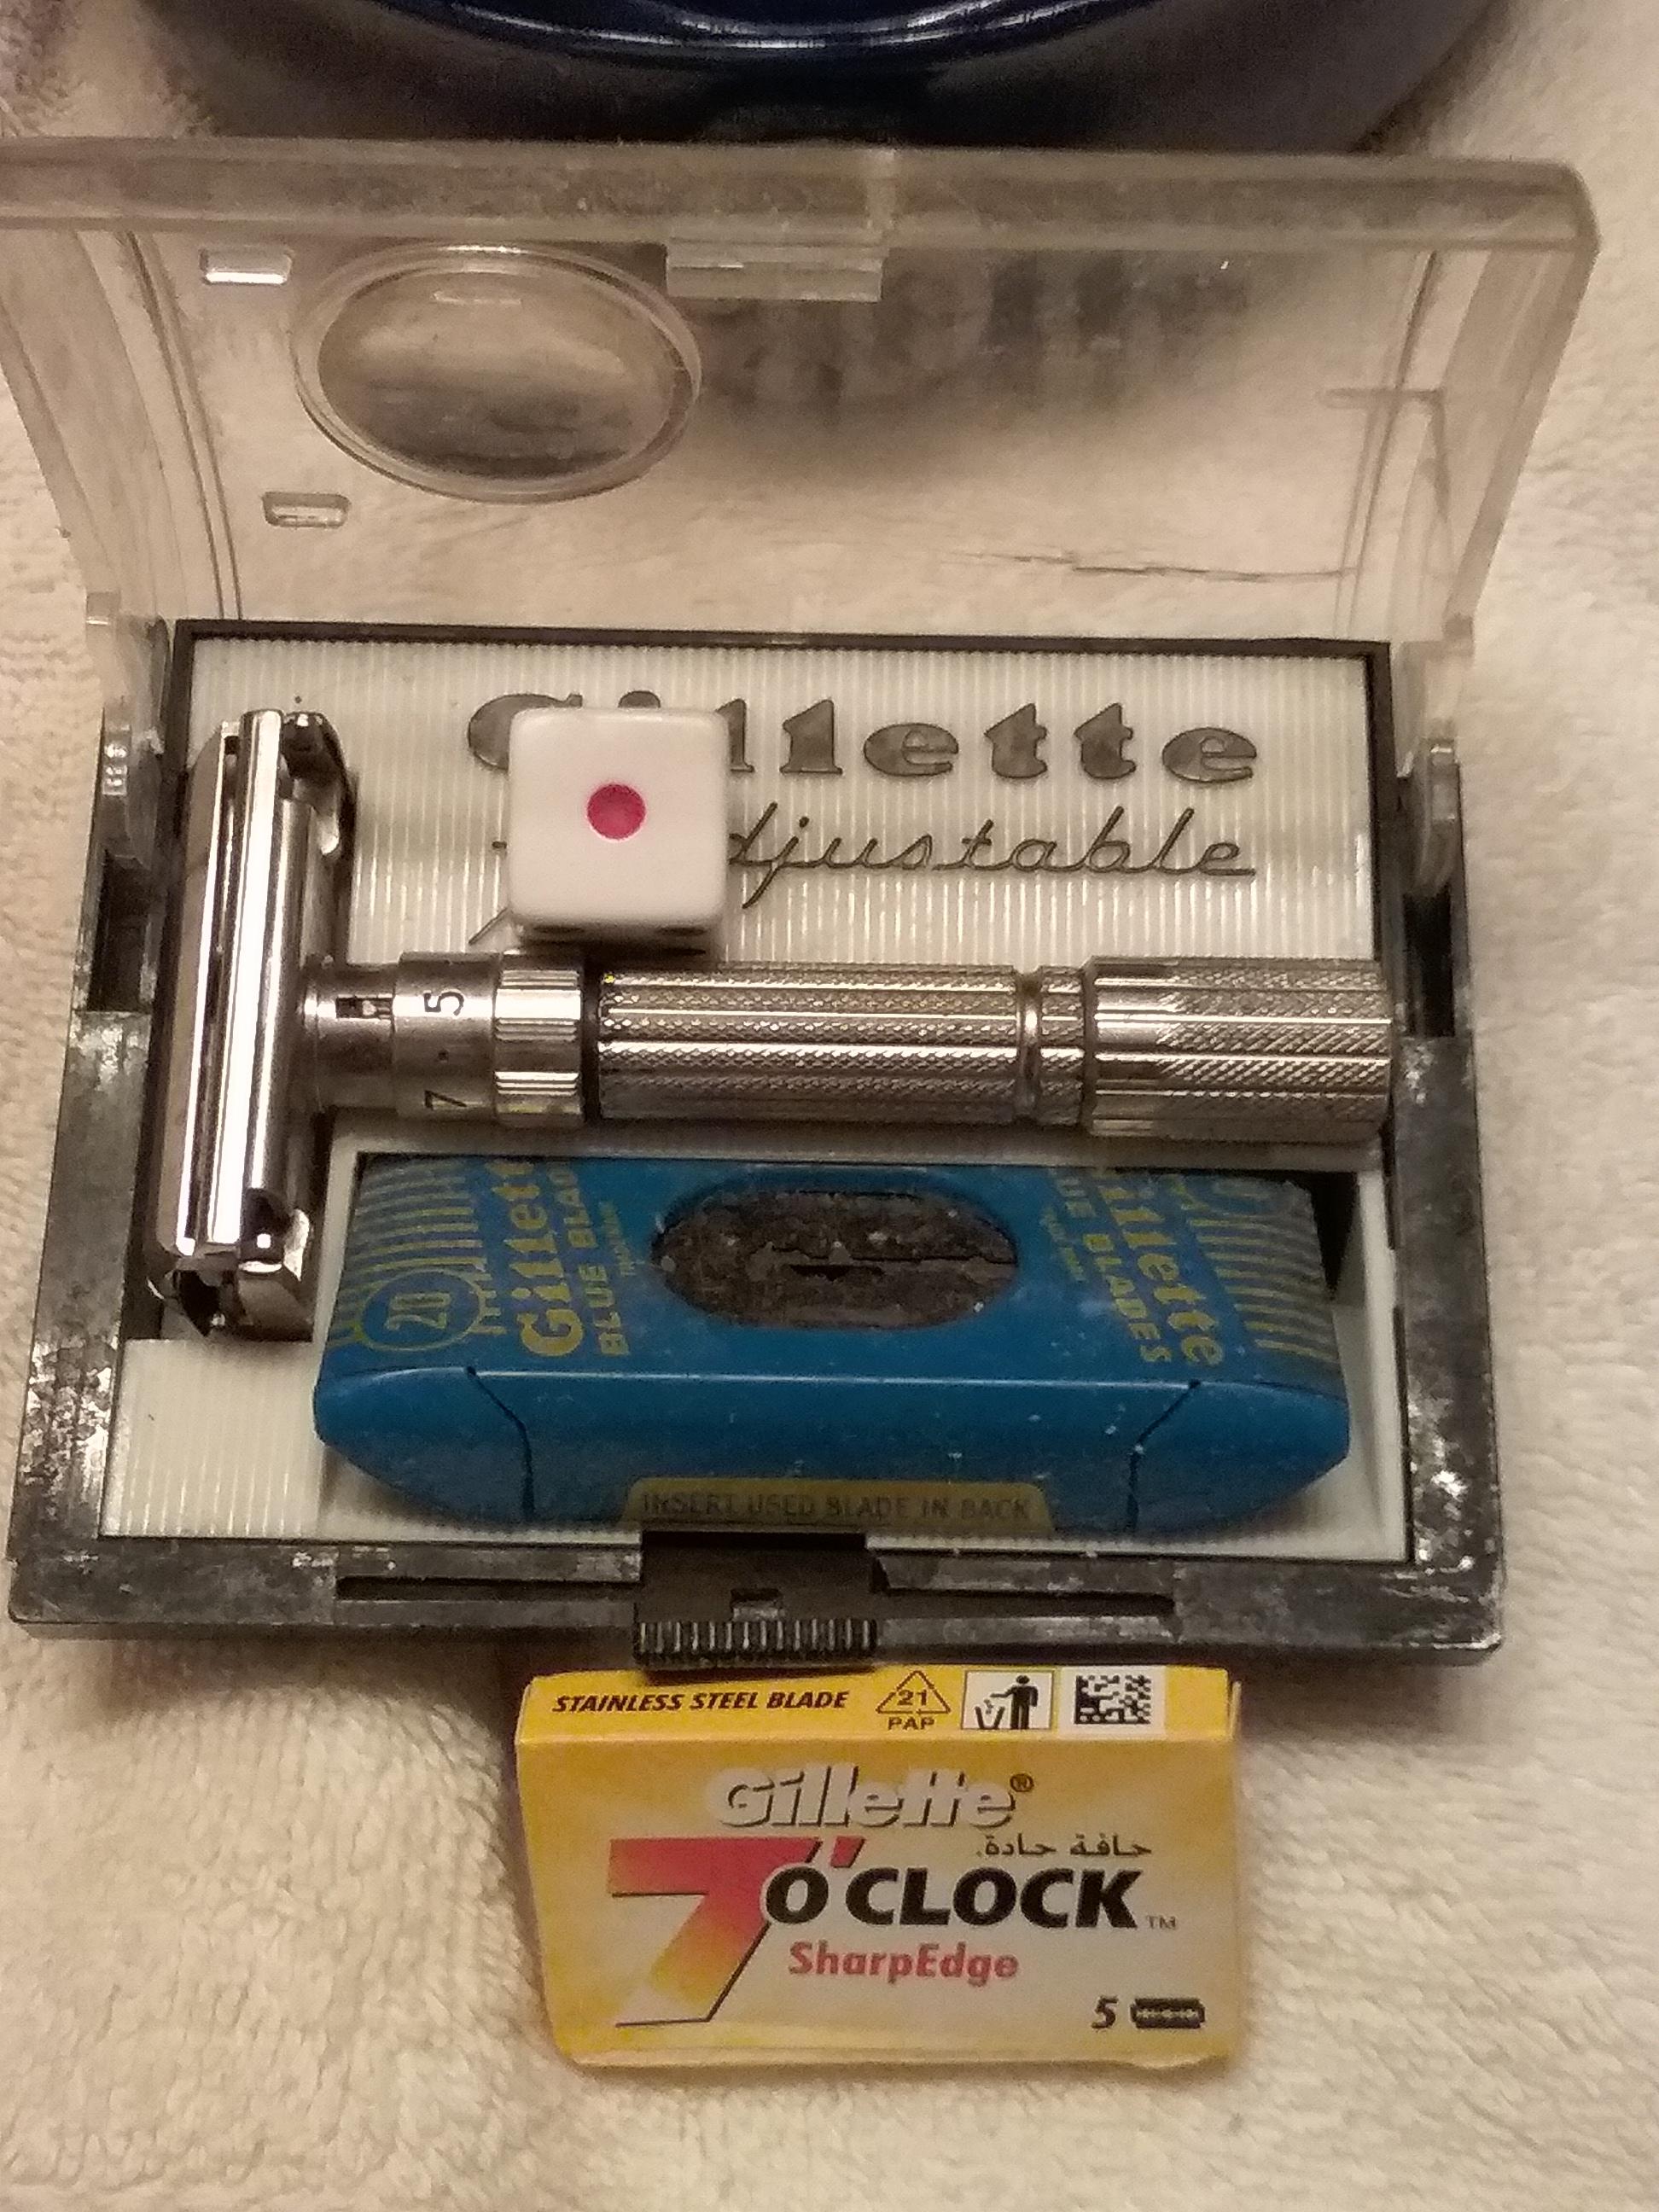 Gillette
Adjustable
5
7
20
Gillette
BLUE BLADES
Gillette
BLUE BLADES
INSERT USED BLADE IN BACK
STAINLESS STEEL BLADE
21
PAP
Gillette®
حافة حادة.
7 O'CLOCK™
SharpEdge
5